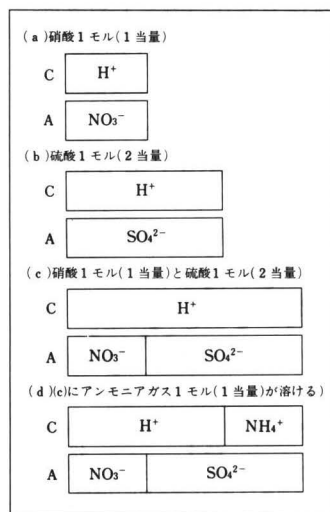 (a)硝酸1モル(1当量)
C H⁺
A NO₃⁻
(b)硫酸1モル(2当量)
C H⁺
A SO₄²⁻
(c)硝酸1モル(1当量)と硫酸1モル(2当量)
C H⁺
A NO₃⁻ SO₄²⁻
(d)(c)にアンモニアガス1モル(1当量)が溶ける)
C H⁺ NH₄⁺
A NO₃⁻ SO₄²⁻